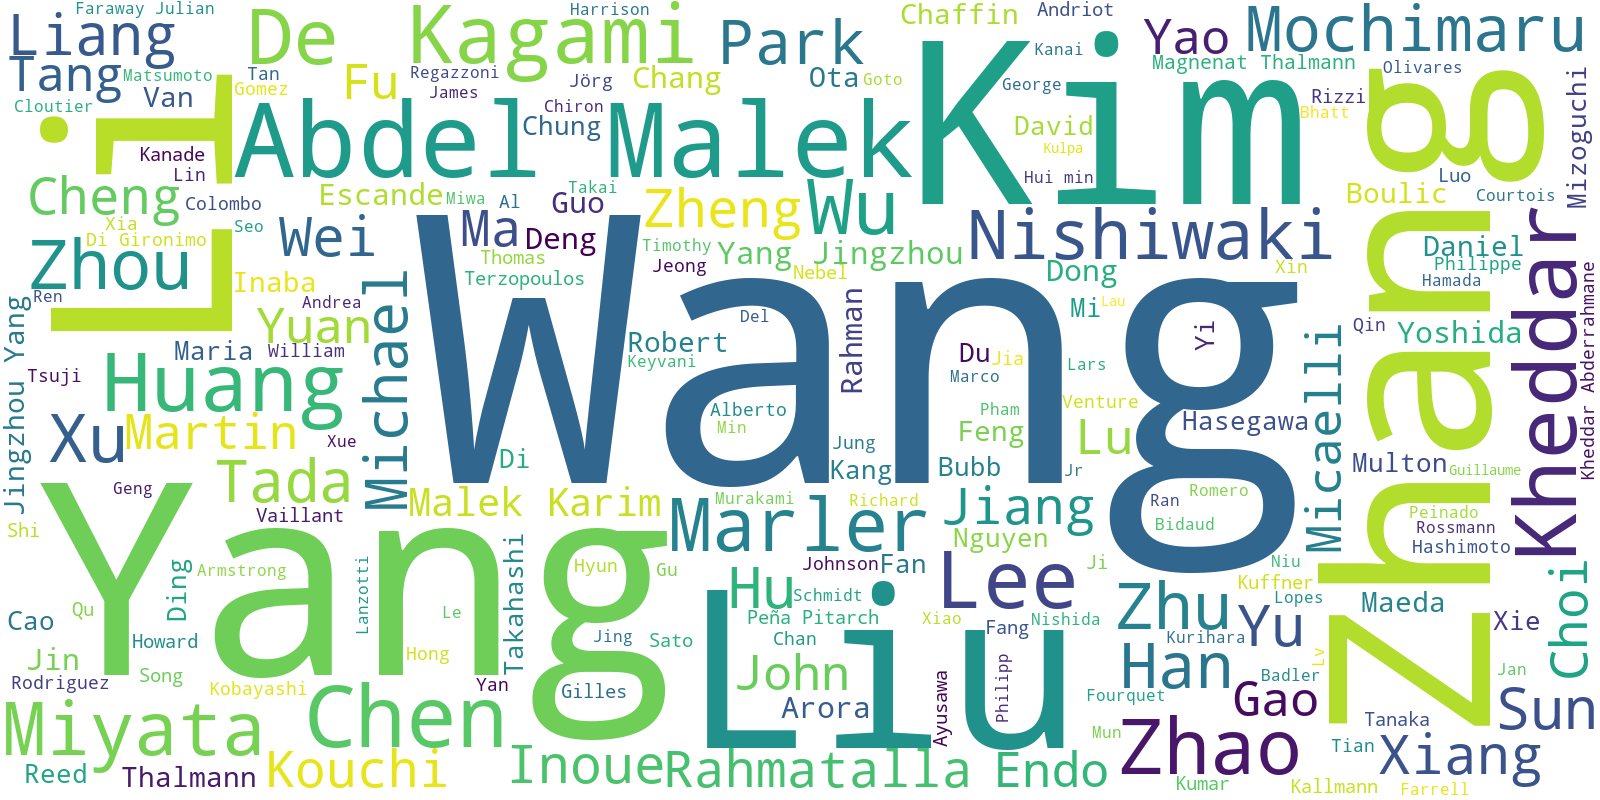 Faraway Julian
Harrison
Chaffin
Andriot
Liang
De
Kagami
Park
Kanai
Yao
Mochimaru
Tang
Matsumoto
Tan
Gomez
Fu
Regazzoni
James
Jörg
Chang
Ota
Goto
George
Magnenat Thalmann
Olivares
Cloutier
Van
Chiron
Chung
Li
Abdel Malek
Kim
David
Kulpa
Rizzi
Bhatt
Mizoguchi
Kanade
Lin
Hui min
Luo
Zhang
Cheng
Colombo
Escande
Miwa
Al
Takai
Guo
Zheng
Wu
Boulic
Courtois
Xia
Di Gironimo
Seo
Wei
Ma
Deng
Timothy
Yang Jingzhou
Nishiwaki
Daniel
Philippe
Hamada
Zhou
Ren
Inaba
Andrea
Thomas
Terzopoulos
Jeong
Nebel
Dong
Xin
Kheddar
Kheddar Abderrahmane
Jingzhou Yang
Yuan
Michael
Wang
Del
Rahman
Mi
Lau
Yi
Qin
Yoshida
Maria
William
Robert
Keyvani
Du
Jia
Marco
Lars
Micaelli
Tsuji
Huang
Alberto
Min
Pham
Venture
Hasegawa
Xu
Martin
Xue
Di
Jung
Feng
Lu
Kang
Bubb
Jr
Multon
Guillaume
Geng
Tada
Malek Karim
Murakami
Richard
Jiang
Ran
Romero
Bidaud
Peinado
Rossmann
Hashimoto
Shi
Vaillant
Yang
Marler
Nguyen
Armstrong
Ding
Lanzotti
Takahashi
Hyun
Gu
Johnson
Fan
Lee
Ji
Niu
Kuffner
Lopes
Choi
Qu
Le
Hu
Schmidt
Peña Pitarch
Xiao
Nishida
Zhu
Maeda
Cao
Howard
Jing
Sato
Liu
Chan
Fang
Kurihara
Yu
Xie
Jin
Song
Hong
John
Philipp
Han
Lv
Jan
Rodriguez
Kobayashi
Yan
Gilles
Arora
Ayusawa
Fourquet
Badler
Gao
Miyata
Chen
Mun
Zhao
Tanaka
Sun
Tian
Xiang
Reed
Thalmann
Kouchi
Inoue
Rahmatalla
Endo
Kumar
Kallmann
Farrell